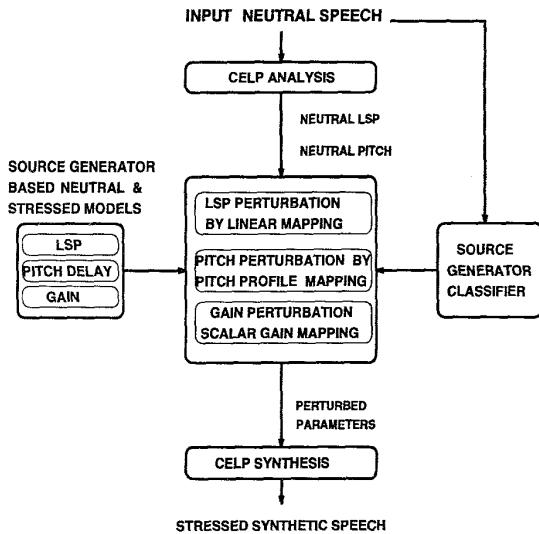 INPUT NEUTRAL SPEECH
CELP ANALYSIS
NEUTRAL LSP
NEUTRAL PITCH
SOURCE GENERATOR
BASED NEUTRAL &
STRESSED MODELS
LSP
PITCH DELAY
GAIN
LSP PERTURBATION
BY LINEAR MAPPING
PITCH PERTURBATION BY
PITCH PROFILE MAPPING
GAIN PERTURBATION
SCALAR GAIN MAPPING
SOURCE
GENERATOR
CLASSIFIER
PERTURBED
PARAMETERS
CELP SYNTHESIS
STRESSED SYNTHETIC SPEECH